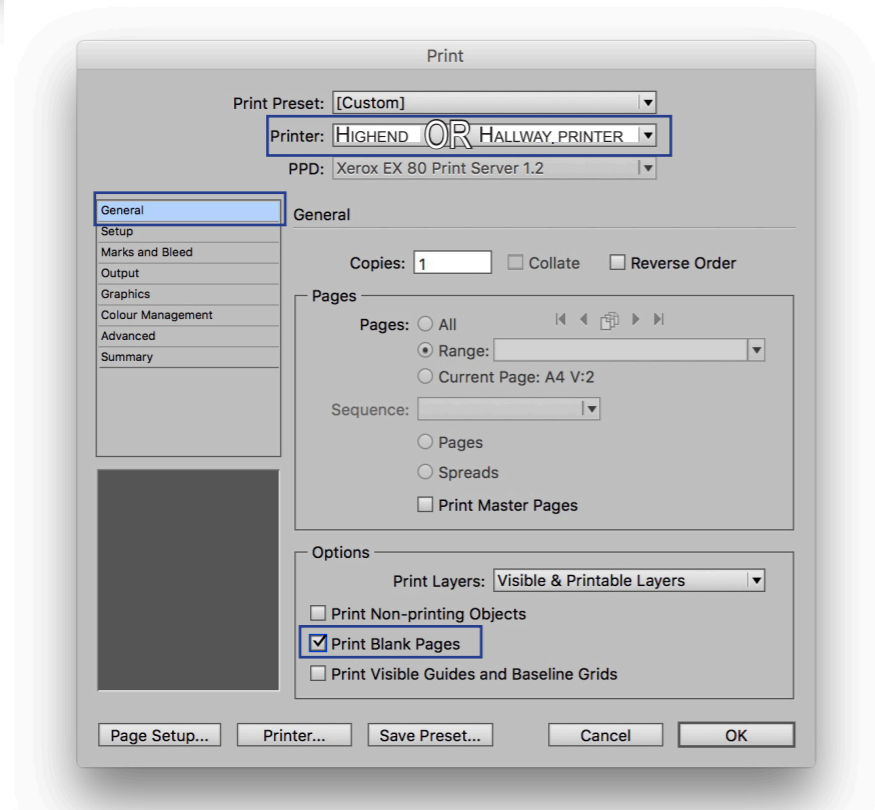 Print
Print Preset: [Custom]
Printer: HIGHEND OR HALLWAY PRINTER
PPD: Xerox EX 80 Print Server 1.2
General
Setup
Marks and Bleed
Output
Graphics
Colour Management
Advanced
Summary
General
Copies: 1 Collate Reverse Order
Pages
Pages: All
Range:
Current Page: A4 V:2
Sequence:
Pages
Spreads
Print Master Pages
Options
Print Layers: Visible & Printable Layers
Print Non-printing Objects
Print Blank Pages
Print Visible Guides and Baseline Grids
Page Setup... Printer... Save Preset... Cancel OK